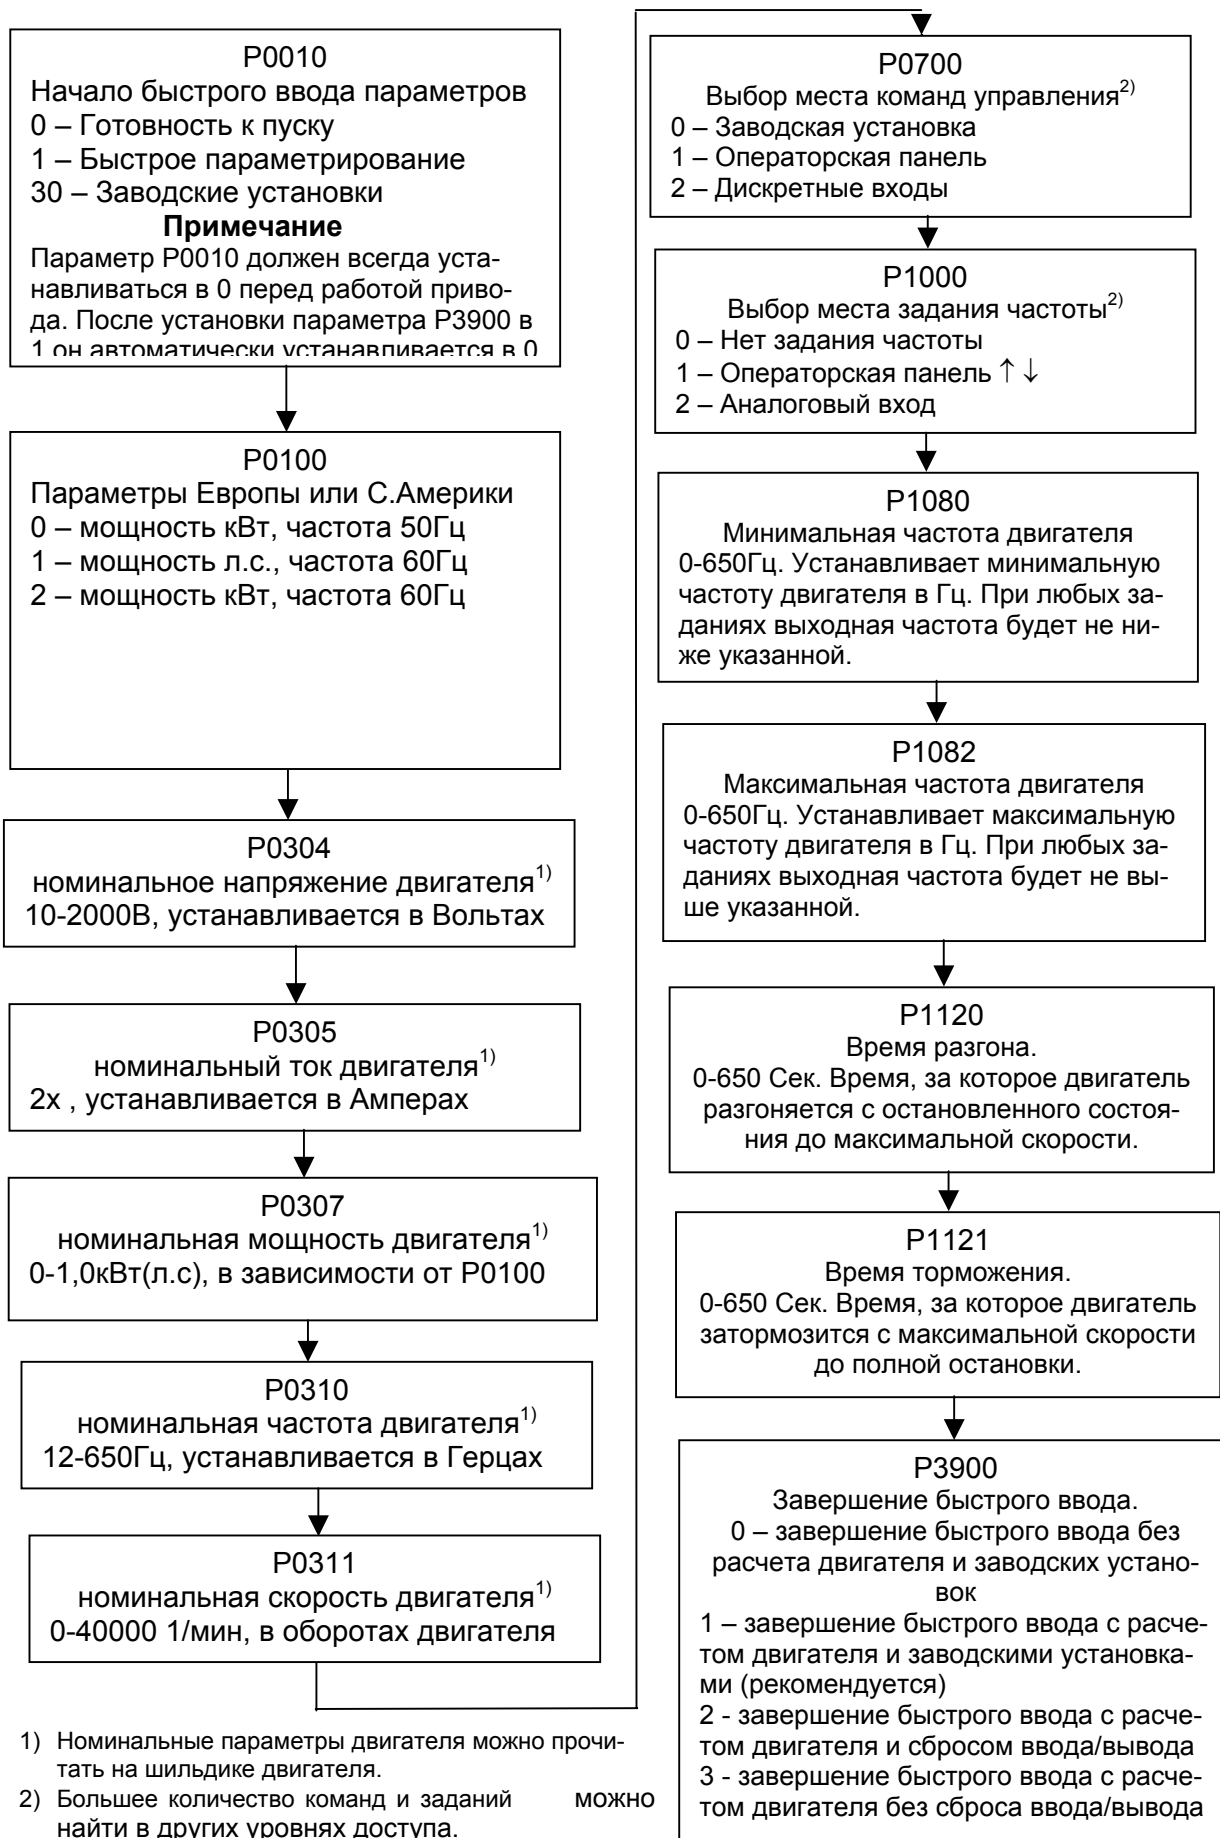 P0010
Начало быстрого ввода параметров
0 – Готовность к пуску
1 – Быстрое параметрирование
30 – Заводские установки
Примечание
Параметр P0010 должен всегда уста-
навливаться в 0 перед работой приво-
да. После установки параметра P3900 в
1 он автоматически устанавливается в 0
P0100
Параметры Европы или С.Америки
0 – мощность кВт, частота 50Гц
1 – мощность л.с., частота 60Гц
2 – мощность кВт, частота 60Гц
P0304
номинальное напряжение двигателя1)
10-2000В, устанавливается в Вольтах
P0305
номинальный ток двигателя1)
2x , устанавливается в Амперах
P0307
номинальная мощность двигателя1)
0-1,0кВт(л.с), в зависимости от P0100
P0310
номинальная частота двигателя1)
12-650Гц, устанавливается в Герцах
P0311
номинальная скорость двигателя1)
0-40000 1/мин, в оборотах двигателя
1) Номинальные параметры двигателя можно прочи-
тать на шильдике двигателя.
2) Большее количество команд и заданий можно
найти в других уровнях доступа.
P0700
Выбор места команд управления2)
0 – Заводская установка
1 – Операторская панель
2 – Дискретные входы
P1000
Выбор места задания частоты2)
0 – Нет задания частоты
1 – Операторская панель ↑ ↓
2 – Аналоговый вход
P1080
Минимальная частота двигателя
0-650Гц. Устанавливает минимальную
частоту двигателя в Гц. При любых за-
даниях выходная частота будет не ни-
же указанной.
P1082
Максимальная частота двигателя
0-650Гц. Устанавливает максимальную
частоту двигателя в Гц. При любых за-
даниях выходная частота будет не вы-
ше указанной.
P1120
Время разгона.
0-650 Сек. Время, за которое двигатель
разгоняется с остановленного состоя-
ния до максимальной скорости.
P1121
Время торможения.
0-650 Сек. Время, за которое двигатель
затормозится с максимальной скорости
до полной остановки.
P3900
Завершение быстрого ввода.
0 – завершение быстрого ввода без
расчета двигателя и заводских устано-
вок
1 – завершение быстрого ввода с расче-
том двигателя и заводскими установка-
ми (рекомендуется)
2 - завершение быстрого ввода с расче-
том двигателя и сбросом ввода/вывода
3 - завершение быстрого ввода с расче-
том двигателя без сброса ввода/вывода